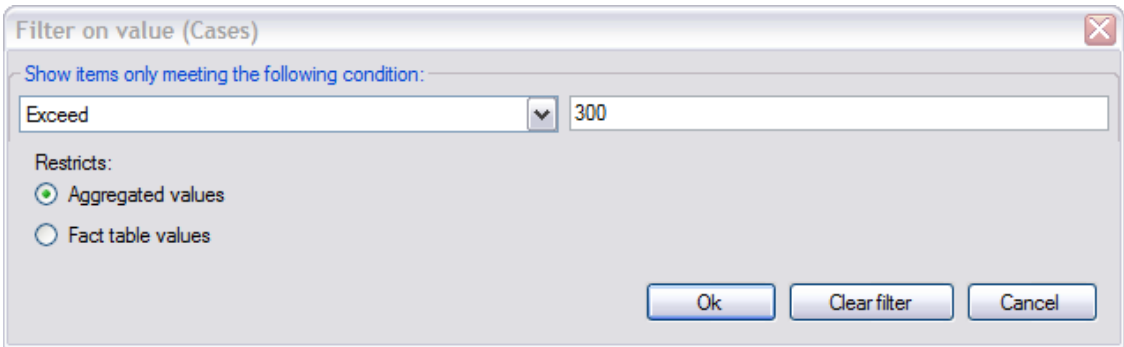 Filter on value (Cases)
Show items only meeting the following condition:
Exceed 300
Restricts:
Aggregated values
Fact table values
Ok Clear filter Cancel